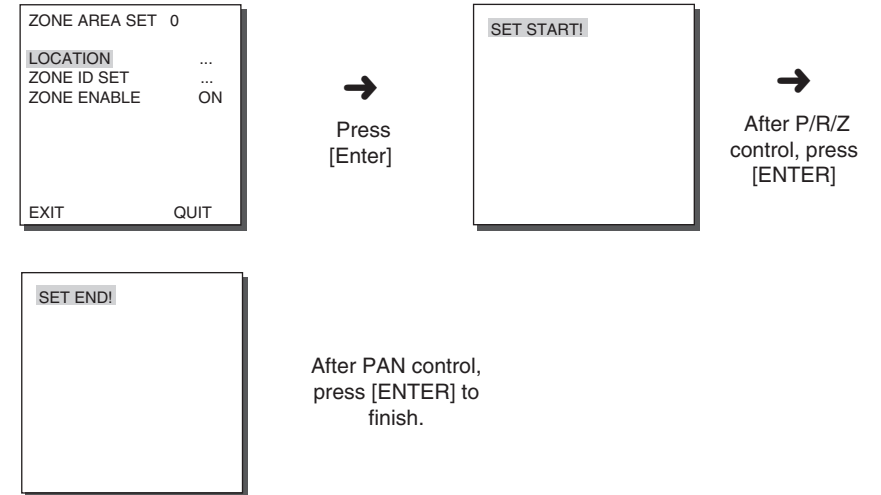 ZONE AREA SET 0
LOCATION ...
ZONE ID SET ...
ZONE ENABLE ON
EXIT QUIT
Press
[Enter]
SET START!
After P/R/Z
control, press
[ENTER]
SET END!
After PAN control,
press [ENTER] to
finish.